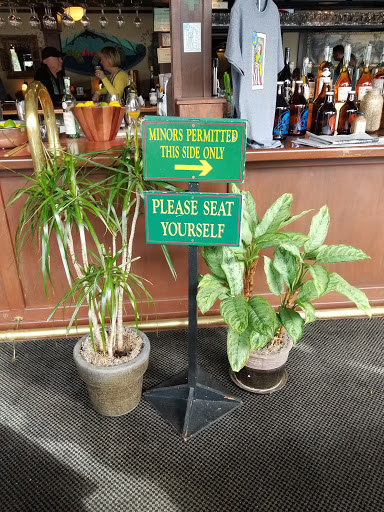 MINORS PERMITTED
THIS SIDE ONLY
PLEASE SEAT
YOURSELF